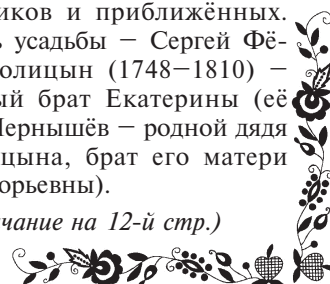 иков и приближённых.
усадьбы – Сергей Фё-
олицын (1748–1810) –
ый брат Екатерины (её
Чернышёв – родной дядя
цына, брат его матери
орьевны).
чание на 12-й стр.)